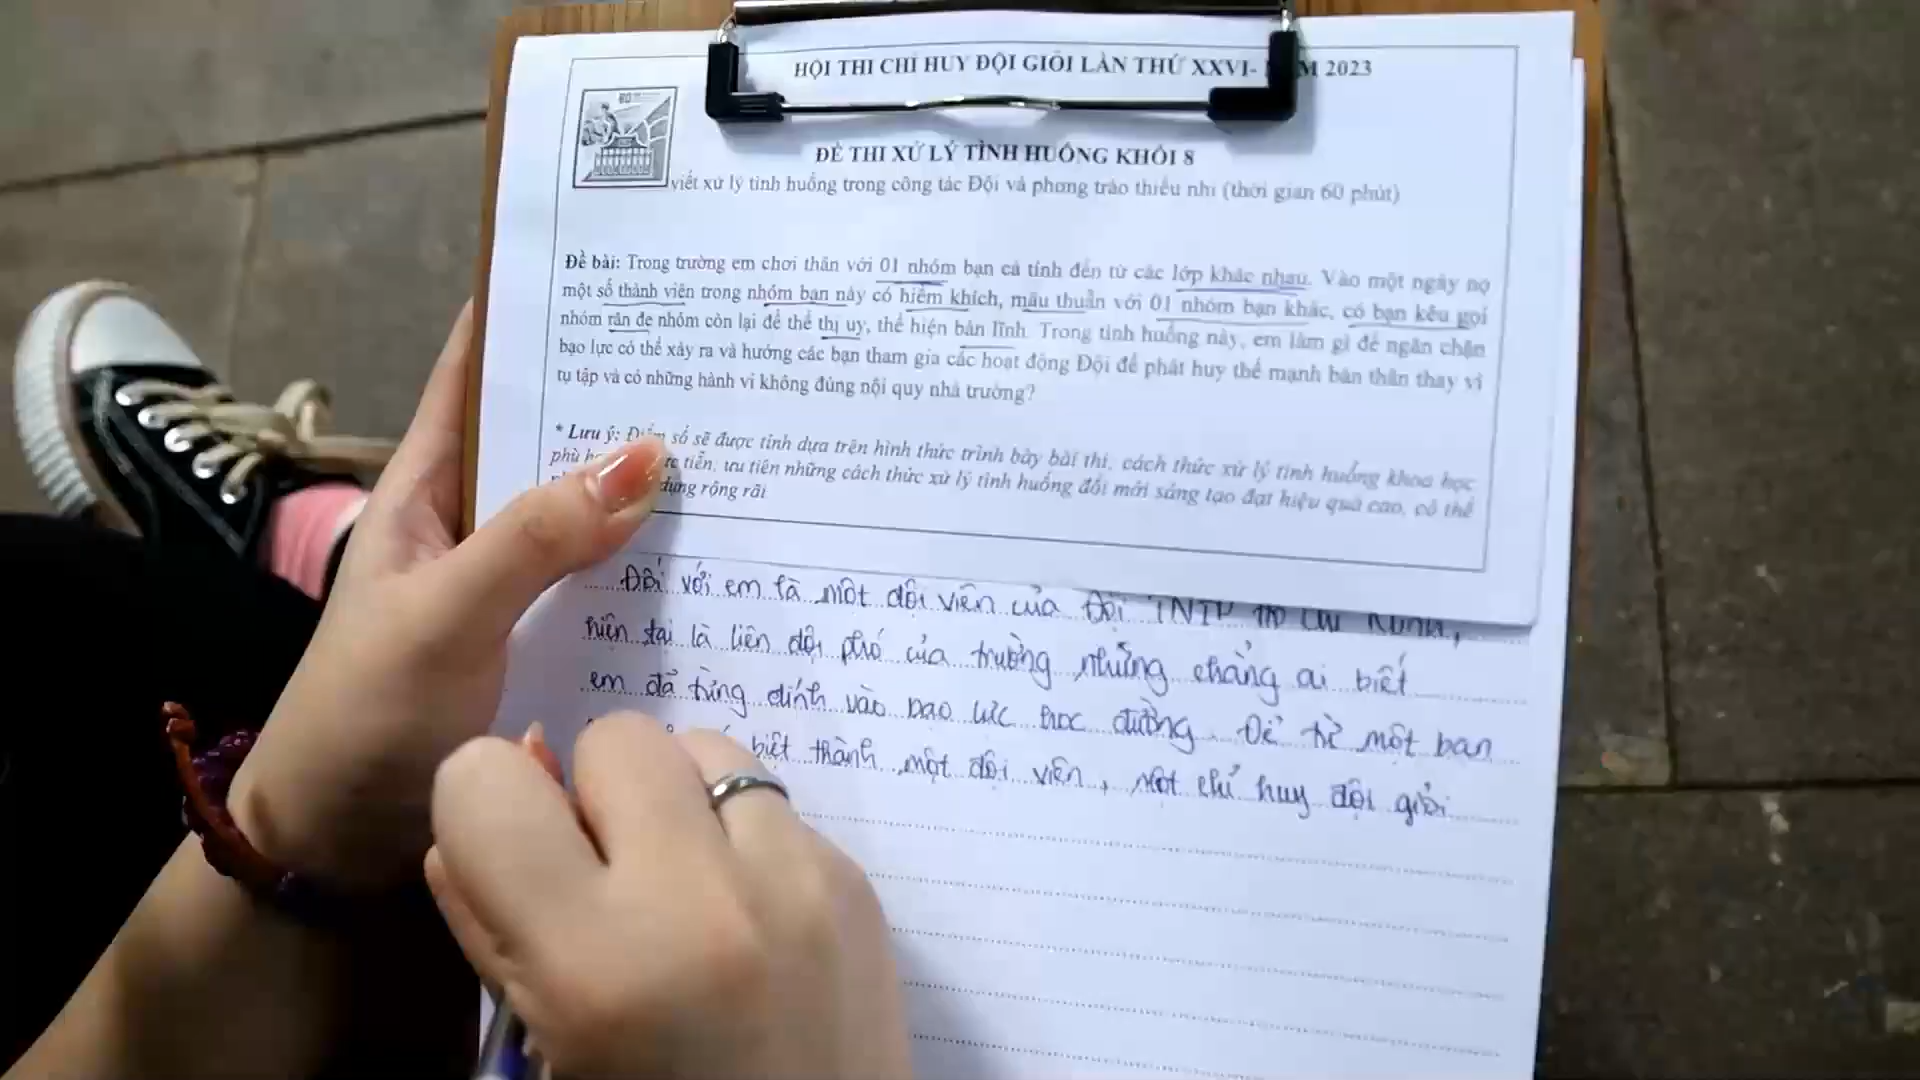 HỘI THI CHỈ HUY ĐỘI GIỎI LẦN THỨ XXVI- M 2023
ĐỀ THI XỬ LÝ TÌNH HUỐNG KHỐI 8
viết xử lý tình huống trong công tác Đội và phong trào thiếu nhi (thời gian 60 phút)
Đề bài: Trong trường em chơi thân với 01 nhóm bạn cá tính đến từ các lớp khác nhau. Vào một ngày nọ
một số thành viên trong nhóm bạn này có hiềm khích, mâu thuẫn với 01 nhóm bạn khác, có bạn kêu gọi
nhóm răn đe nhóm còn lại để thể thị uy, thể hiện bản lĩnh. Trong tình huống này, em làm gì để ngăn chặn
bạo lực có thể xảy ra và hướng các bạn tham gia các hoạt động Đội để phát huy thế mạnh bản thân thay vì
tụ tập và có những hành vi không đúng nội quy nhà trường?
* Lưu ý: Điểm số sẽ được tính dựa trên hình thức trình bày bài thi, cách thức xử lý tình huống khoa học
phù tiễn, ưu tiên những cách thức xử lý tình huống đổi mới sáng tạo đạt hiệu quả cao, có thể
dụng rộng rãi
Đối với em là một đội viên của Đội TNTP Hồ Chí Minh,
hiện tại là liên đội phó của trường nhưng chẳng ai biết
em đã từng dính vào bạo lực học đường. Để từ một bạn
biệt thành một đội viên, một chỉ huy đội giỏi